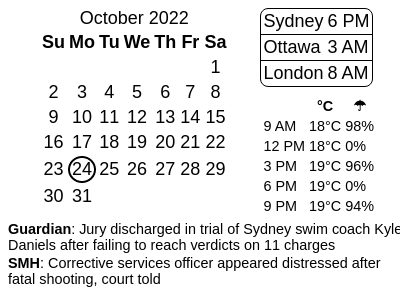 October 2022
Su Mo Tu We Th Fr Sa
1
2 3 4 5 6 7 8
9 10 11 12 13 14 15
16 17 18 19 20 21 22
23 24 25 26 27 28 29
30 31
Sydney 6 PM
Ottawa 3 AM
London 8 AM
°C ☂
9 AM 18°C 98%
12 PM 18°C 0%
3 PM 19°C 96%
6 PM 19°C 0%
9 PM 19°C 94%
Guardian: Jury discharged in trial of Sydney swim coach Kyle
Daniels after failing to reach verdicts on 11 charges
SMH: Corrective services officer appeared distressed after
fatal shooting, court told